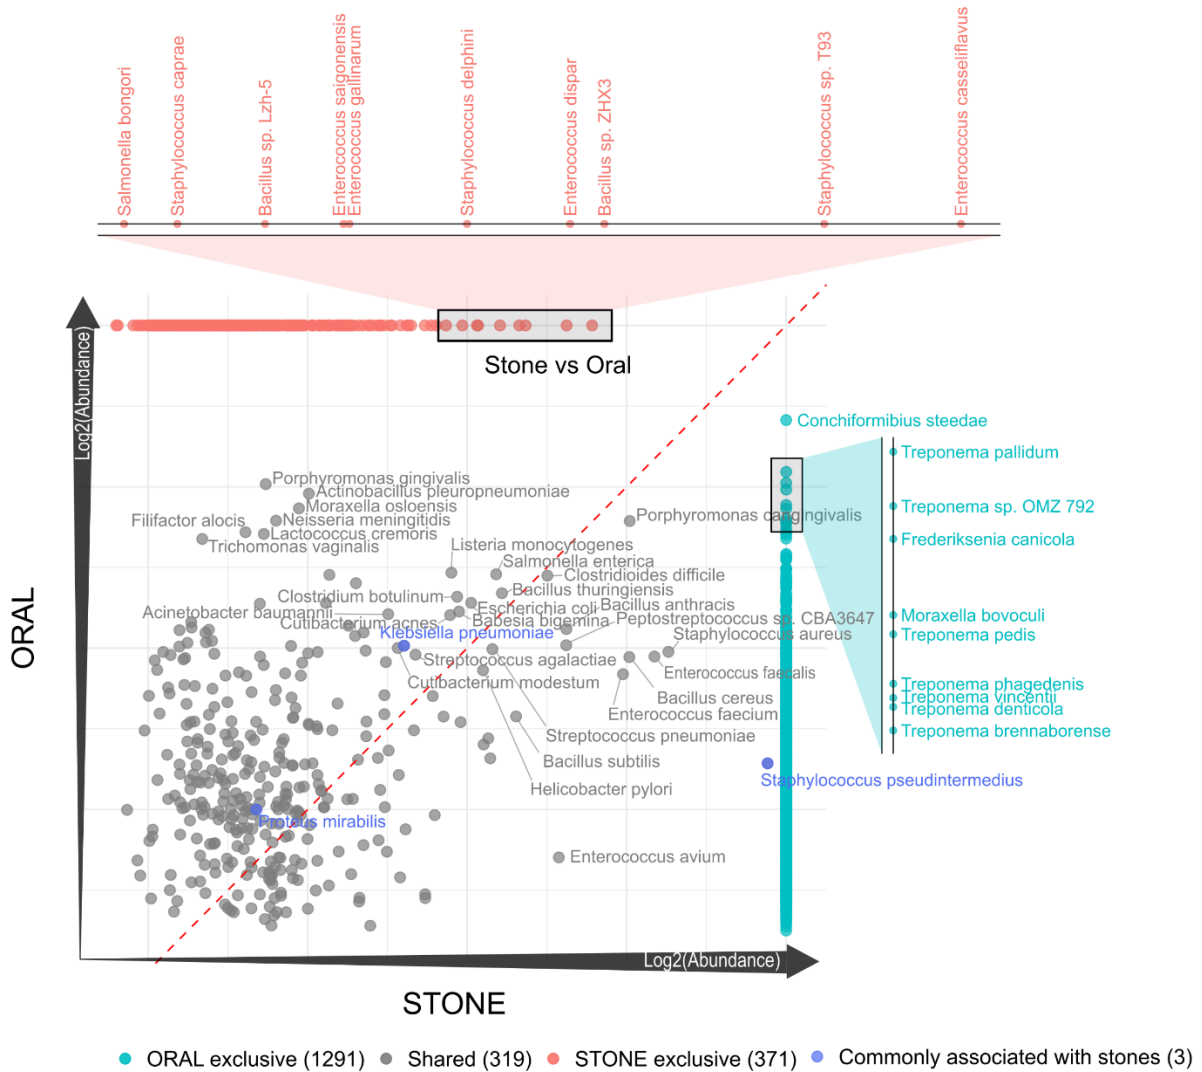 Salmonella bongori
Staphylococcus caprae
Bacillus sp. Lzh-5
Enterococcus saigonensis
Enterococcus gallinarum
Staphylococcus delphini
Enterococcus dispar
Bacillus sp. ZHX3
Staphylococcus sp. T93
Enterococcus casseliflavus
Log2(Abundance)
Stone vs Oral
Conchiformibius steedae
Treponema pallidum
Treponema sp. OMZ 792
Frederiksenia canicola
Moraxella bovoculi
Treponema pedis
Treponema phagedenis
Treponema vincentii
Treponema denticola
Treponema brennaborense
Porphyromonas gingivalis
Actinobacillus pleuropneumoniae
Moraxella osloensis
Filifactor alocis
Neisseria meningitidis
Lactococcus cremoris
Trichomonas vaginalis
Porphyromonas cangingivalis
Listeria monocytogenes
Salmonella enterica
Clostridioides difficile
Clostridium botulinum
Bacillus thuringiensis
Acinetobacter baumannii
Escherichia coli
Bacillus anthracis
Cutibacterium acnes
Babesia bigemina
Peptostreptococcus sp. CBA3647
Klebsiella pneumoniae
Staphylococcus aureus
Streptococcus agalactiae
Enterococcus faecalis
Cutibacterium modestum
Bacillus cereus
Enterococcus faecium
Streptococcus pneumoniae
Bacillus subtilis
Staphylococcus pseudintermedius
Helicobacter pylori
Proteus mirabilis
Enterococcus avium
ORAL
Log2(Abundance)
STONE
ORAL exclusive (1291)
Shared (319)
STONE exclusive (371)
Commonly associated with stones (3)